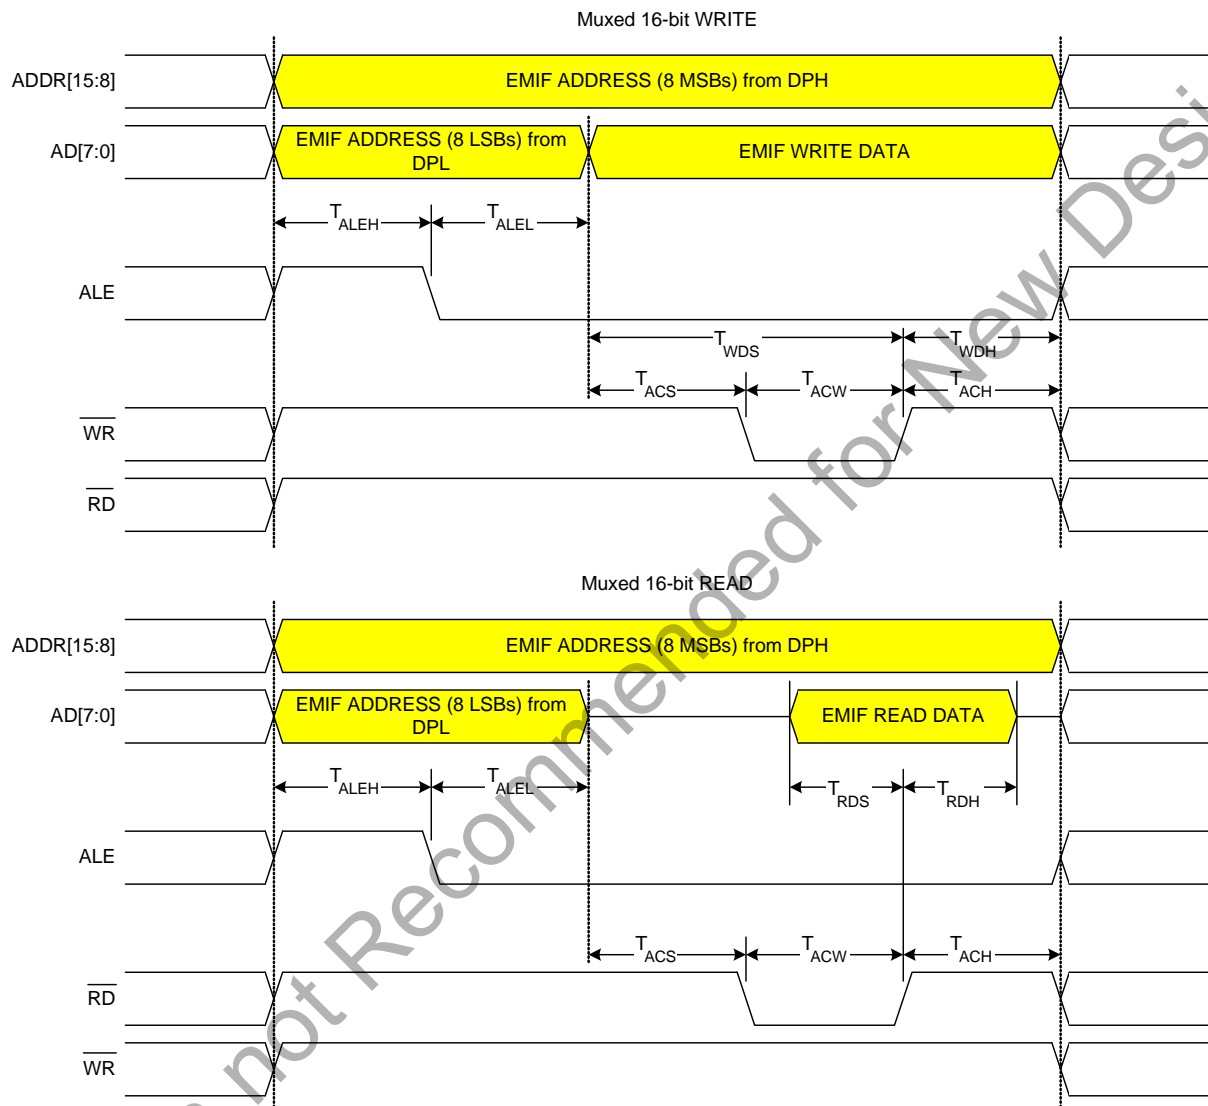 Muxed 16-bit WRITE
ADDR[15:8]
EMIF ADDRESS (8 MSBs) from DPH
AD[7:0]
EMIF ADDRESS (8 LSBs) from
DPL
EMIF WRITE DATA
TALEH
TALEL
ALE
TWDS
TWDH
TACS
TACW
TACH
WR
RD
Muxed 16-bit READ
ADDR[15:8]
EMIF ADDRESS (8 MSBs) from DPH
AD[7:0]
EMIF ADDRESS (8 LSBs) from
DPL
EMIF READ DATA
TALEH
TALEL
TRDS
TRDH
ALE
TACS
TACW
TACH
RD
WR
not Recommended for New